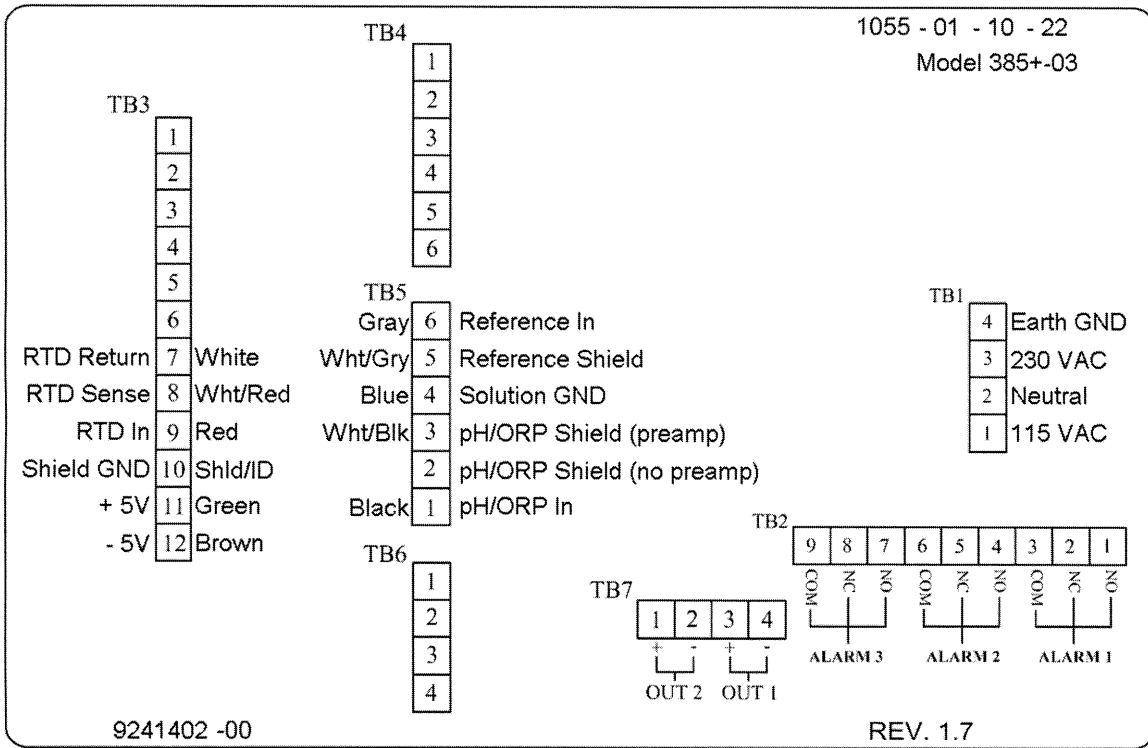 1055 - 01 - 10 - 22
Model 385+-03
TB3
1
2
3
4
5
6
RTD Return 7 White
RTD Sense 8 Wht/Red
RTD In 9 Red
Shield GND 10 Shld/ID
+ 5V 11 Green
- 5V 12 Brown
TB4
1
2
3
4
5
6
TB5
Gray 6 Reference In
Wht/Gry 5 Reference Shield
Blue 4 Solution GND
Wht/Blk 3 pH/ORP Shield (preamp)
2 pH/ORP Shield (no preamp)
Black 1 pH/ORP In
TB6
1
2
3
4
TB1
4 Earth GND
3 230 VAC
2 Neutral
1 115 VAC
TB2
9 8 7 6 5 4 3 2 1
COM NC NO COM NC NO COM NC NO
ALARM 3 ALARM 2 ALARM 1
TB7
1 2 3 4
+ - + -
OUT 2 OUT 1
9241402 -00
REV. 1.7